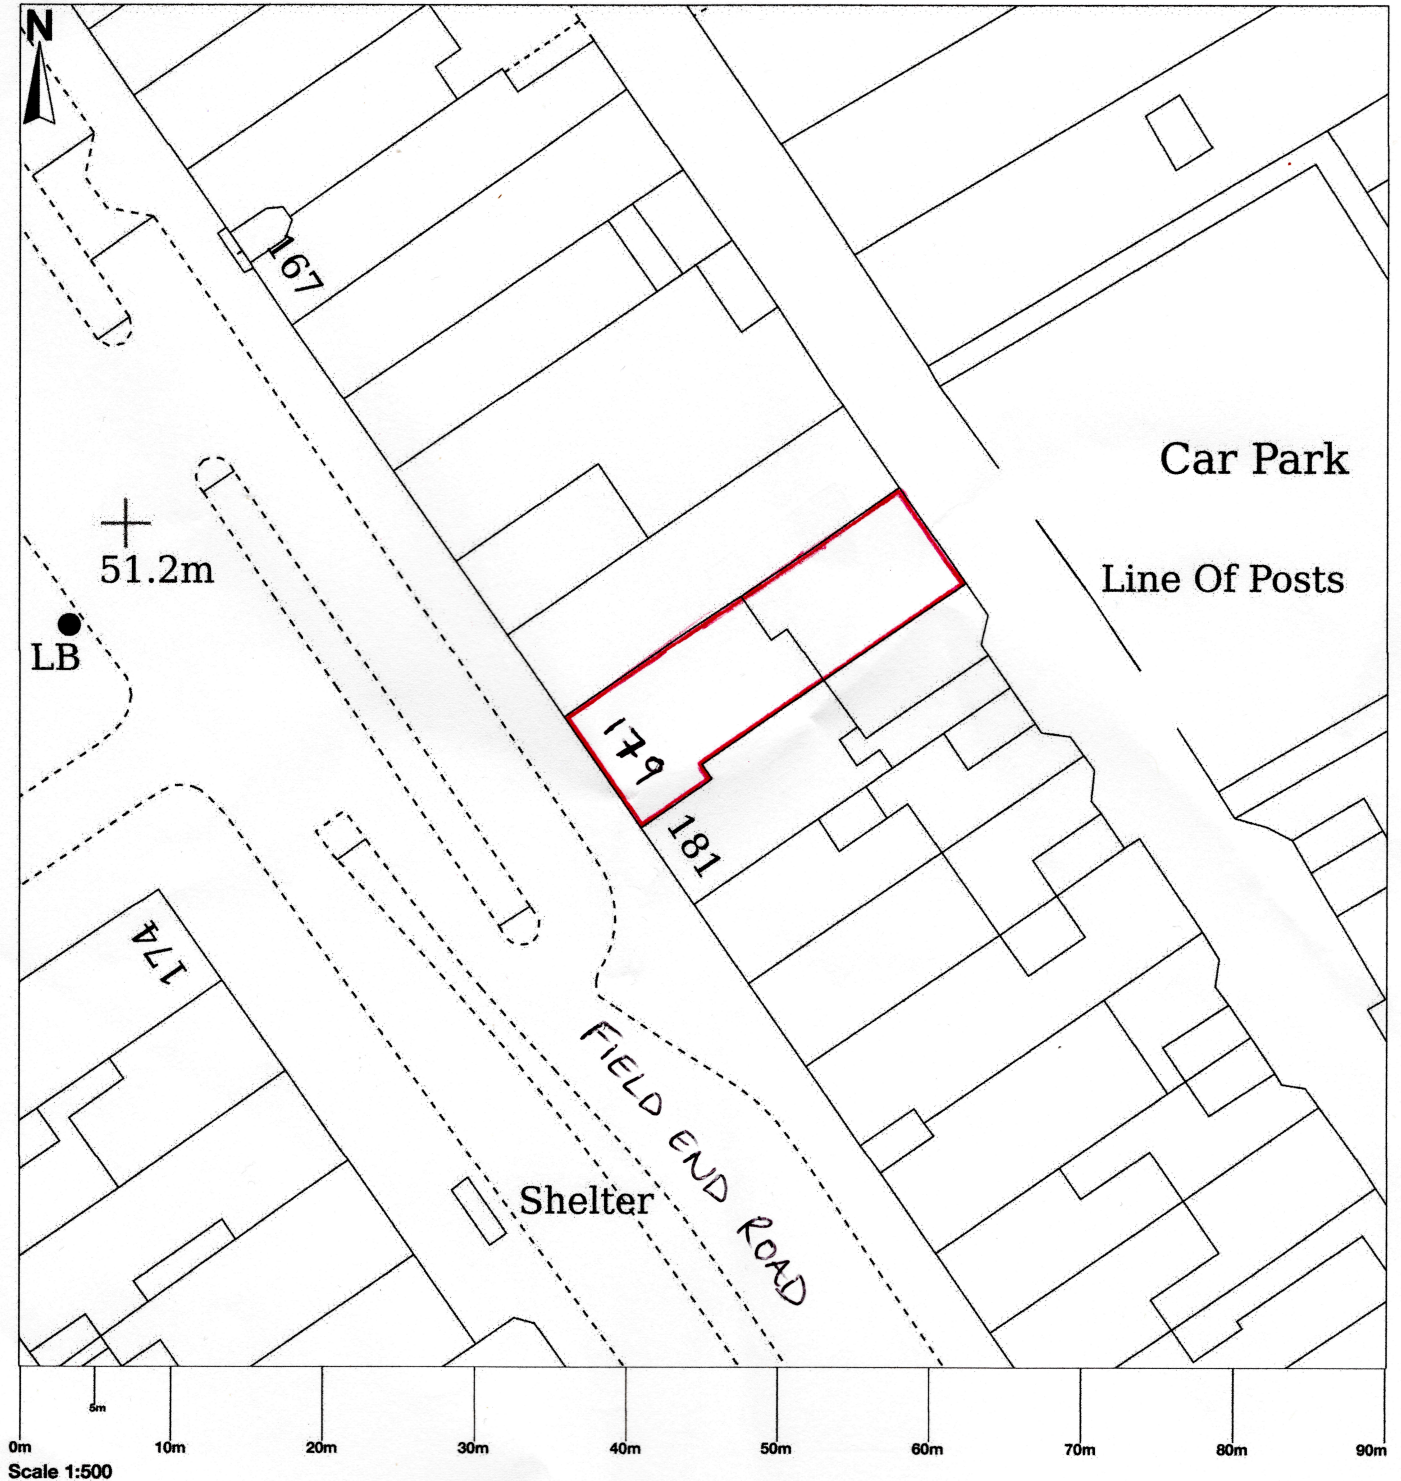 N
167
Car Park
51.2m
Line Of Posts
LB
179
181
174
FIELD END ROAD
Shelter
5m
0m 10m 20m 30m 40m 50m 60m 70m 80m 90m
Scale 1:500